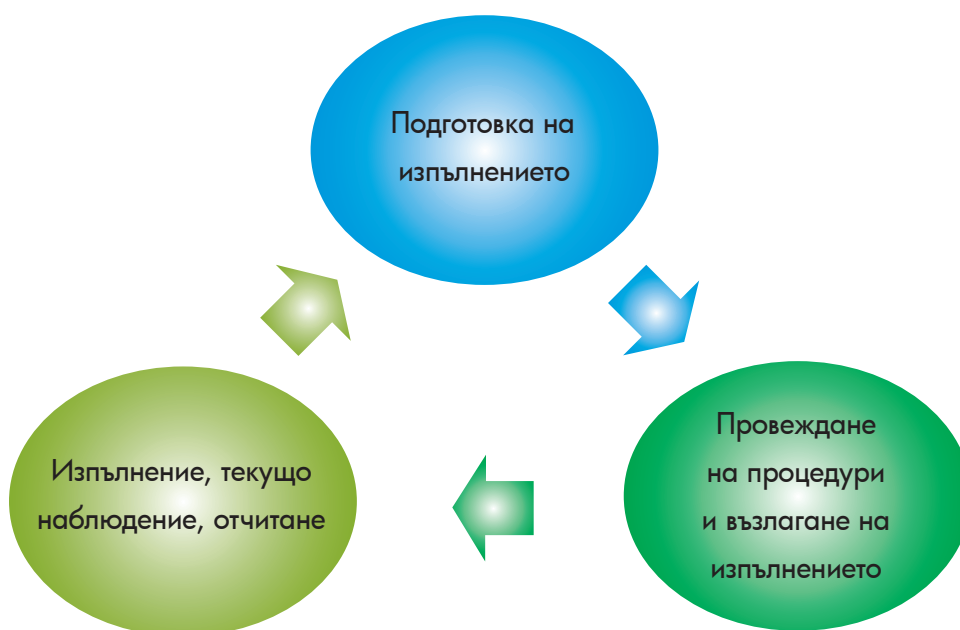 Подготовка на
изпълнението
Провеждане
на процедури
и възлагане на
изпълнението
Изпълнение, текущо
наблюдение, отчитане